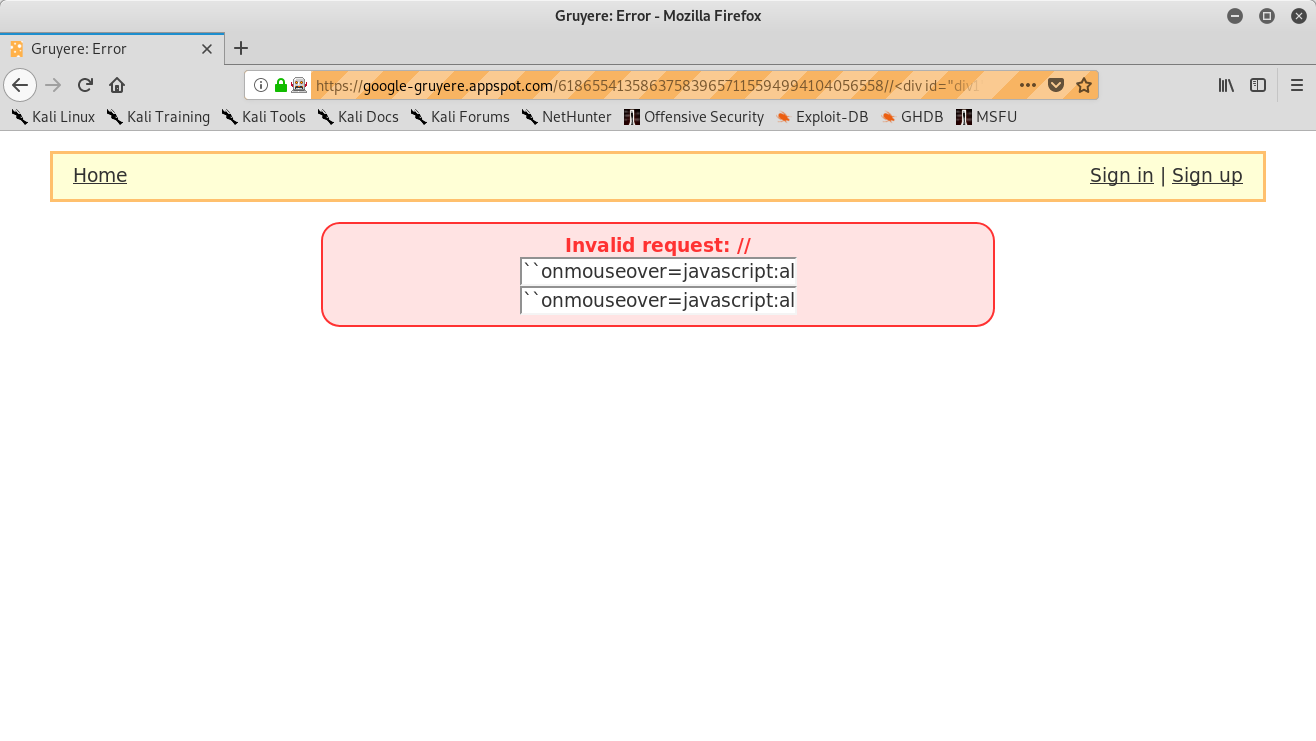 Gruyere: Error - Mozilla Firefox
Gruyere: Error
https://google-gruyere.appspot.com/618655413586375839657115594994104056558//<div id="div1
Kali Linux Kali Training Kali Tools Kali Docs Kali Forums NetHunter Offensive Security Exploit-DB GHDB MSFU
Home Sign in | Sign up
Invalid request: //
``onmouseover=javascript:al
``onmouseover=javascript:al